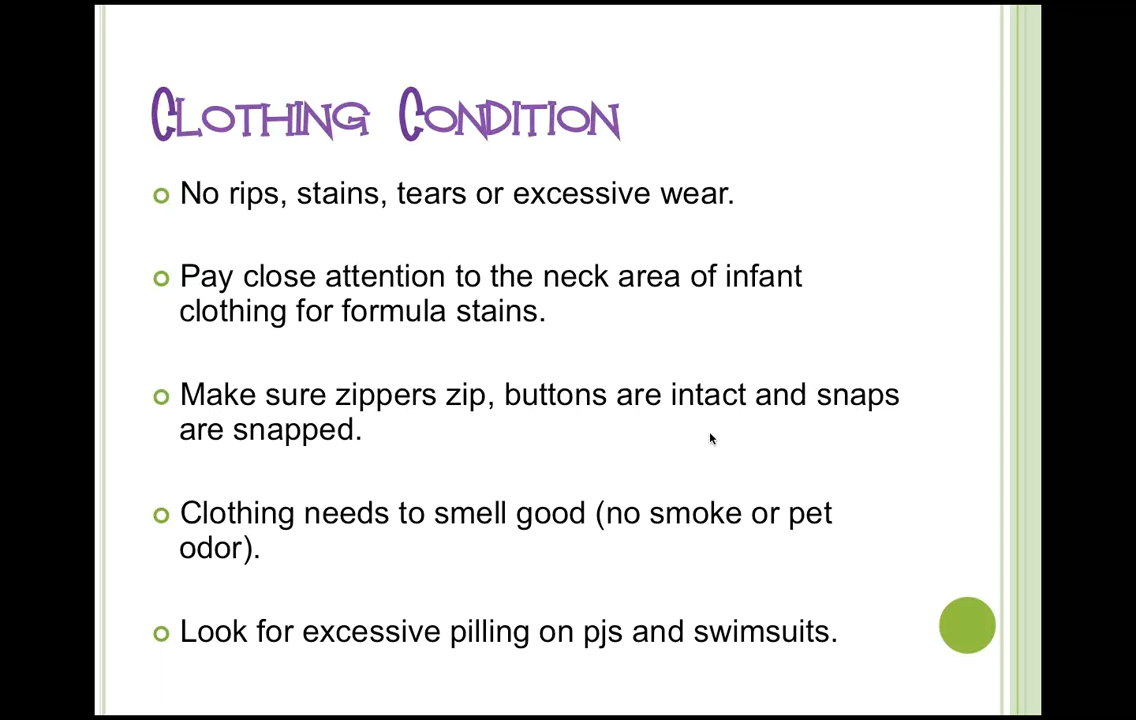 Clothing Condition
No rips, stains, tears or excessive wear.
Pay close attention to the neck area of infant
clothing for formula stains.
Make sure zippers zip, buttons are intact and snaps
are snapped.
Clothing needs to smell good (no smoke or pet
odor).
Look for excessive pilling on pjs and swimsuits.